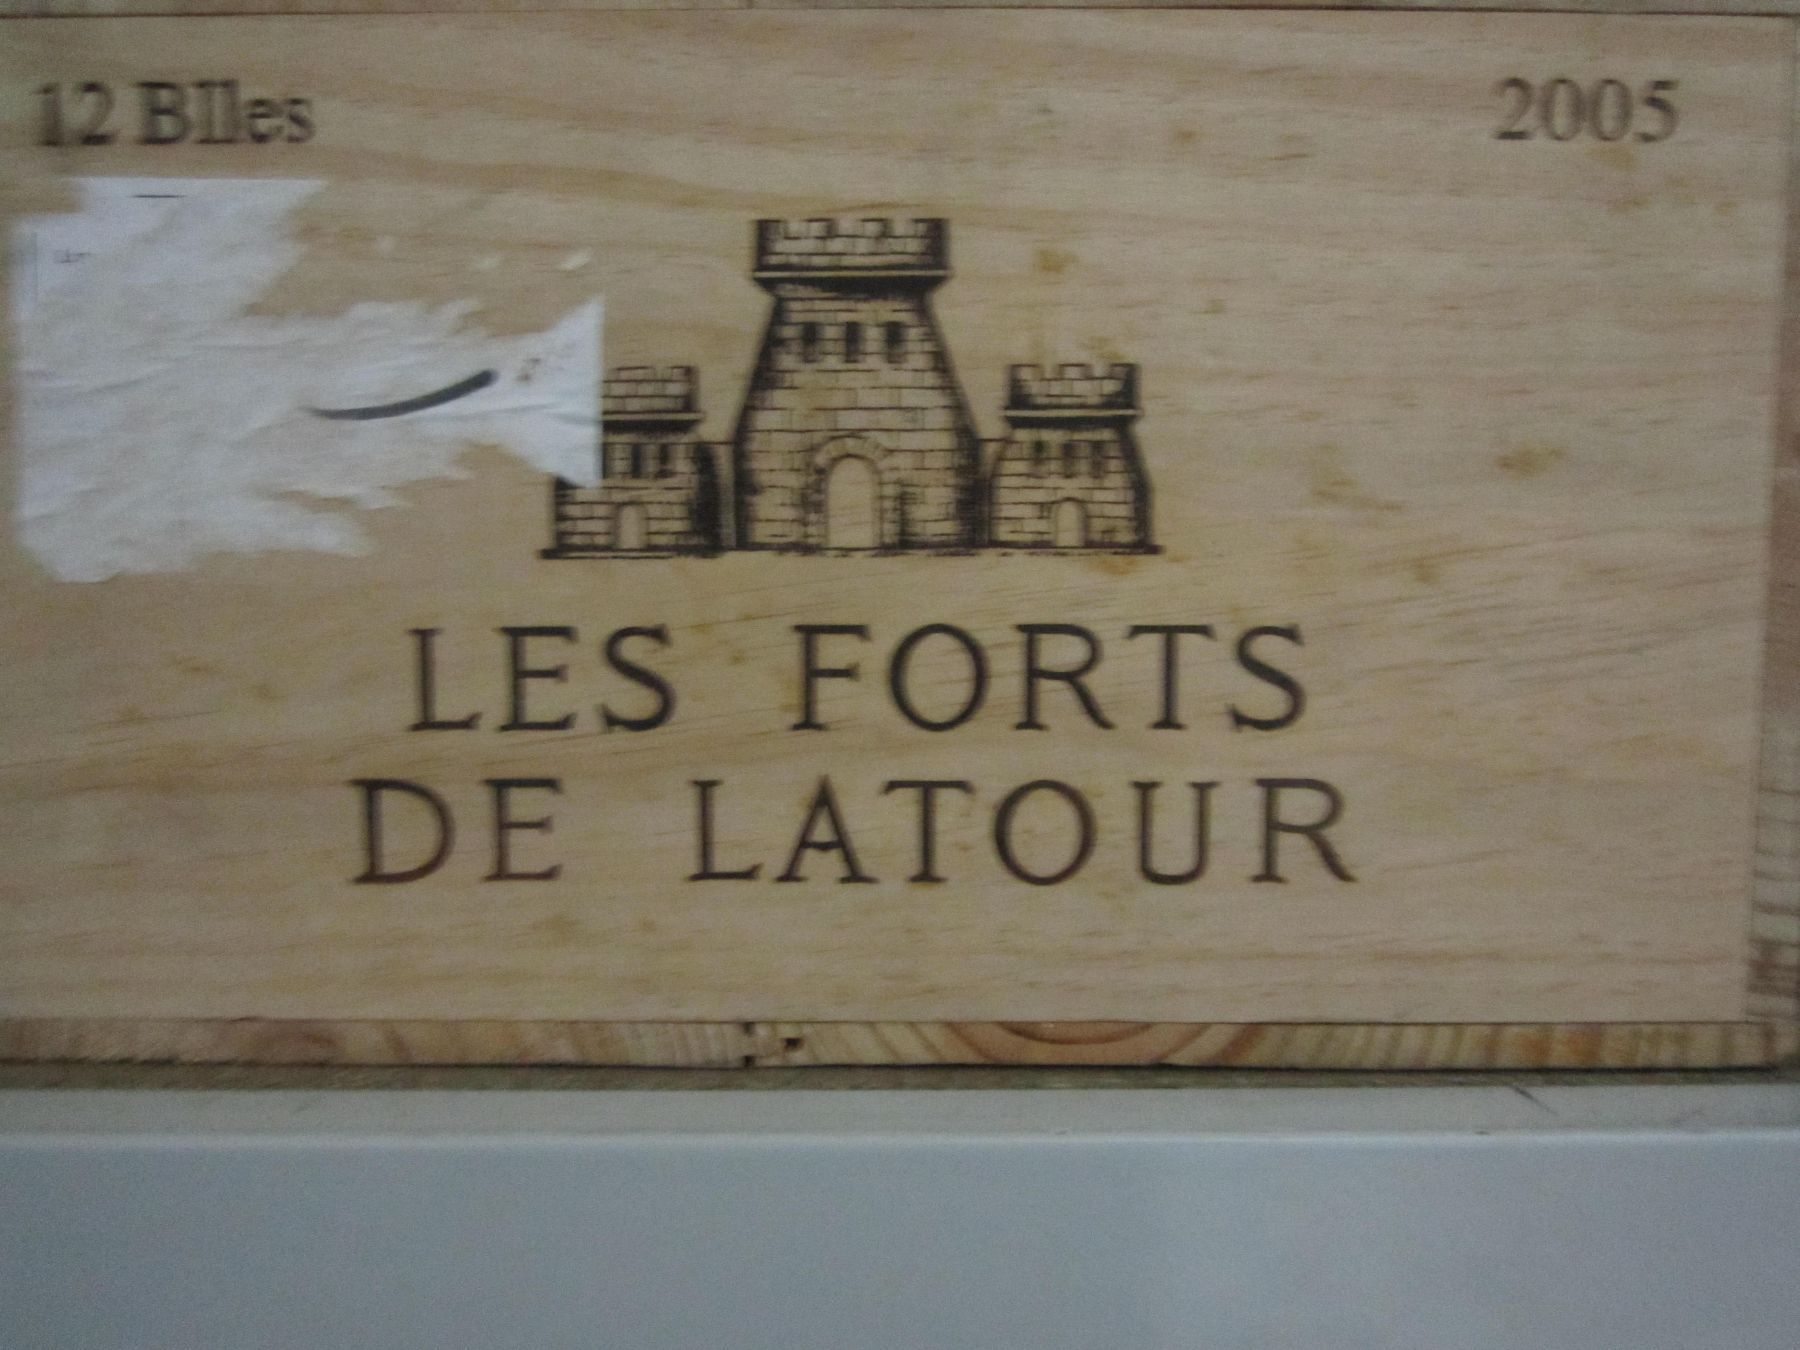 12 Blles 2005
LES FORTS
DE LATOUR